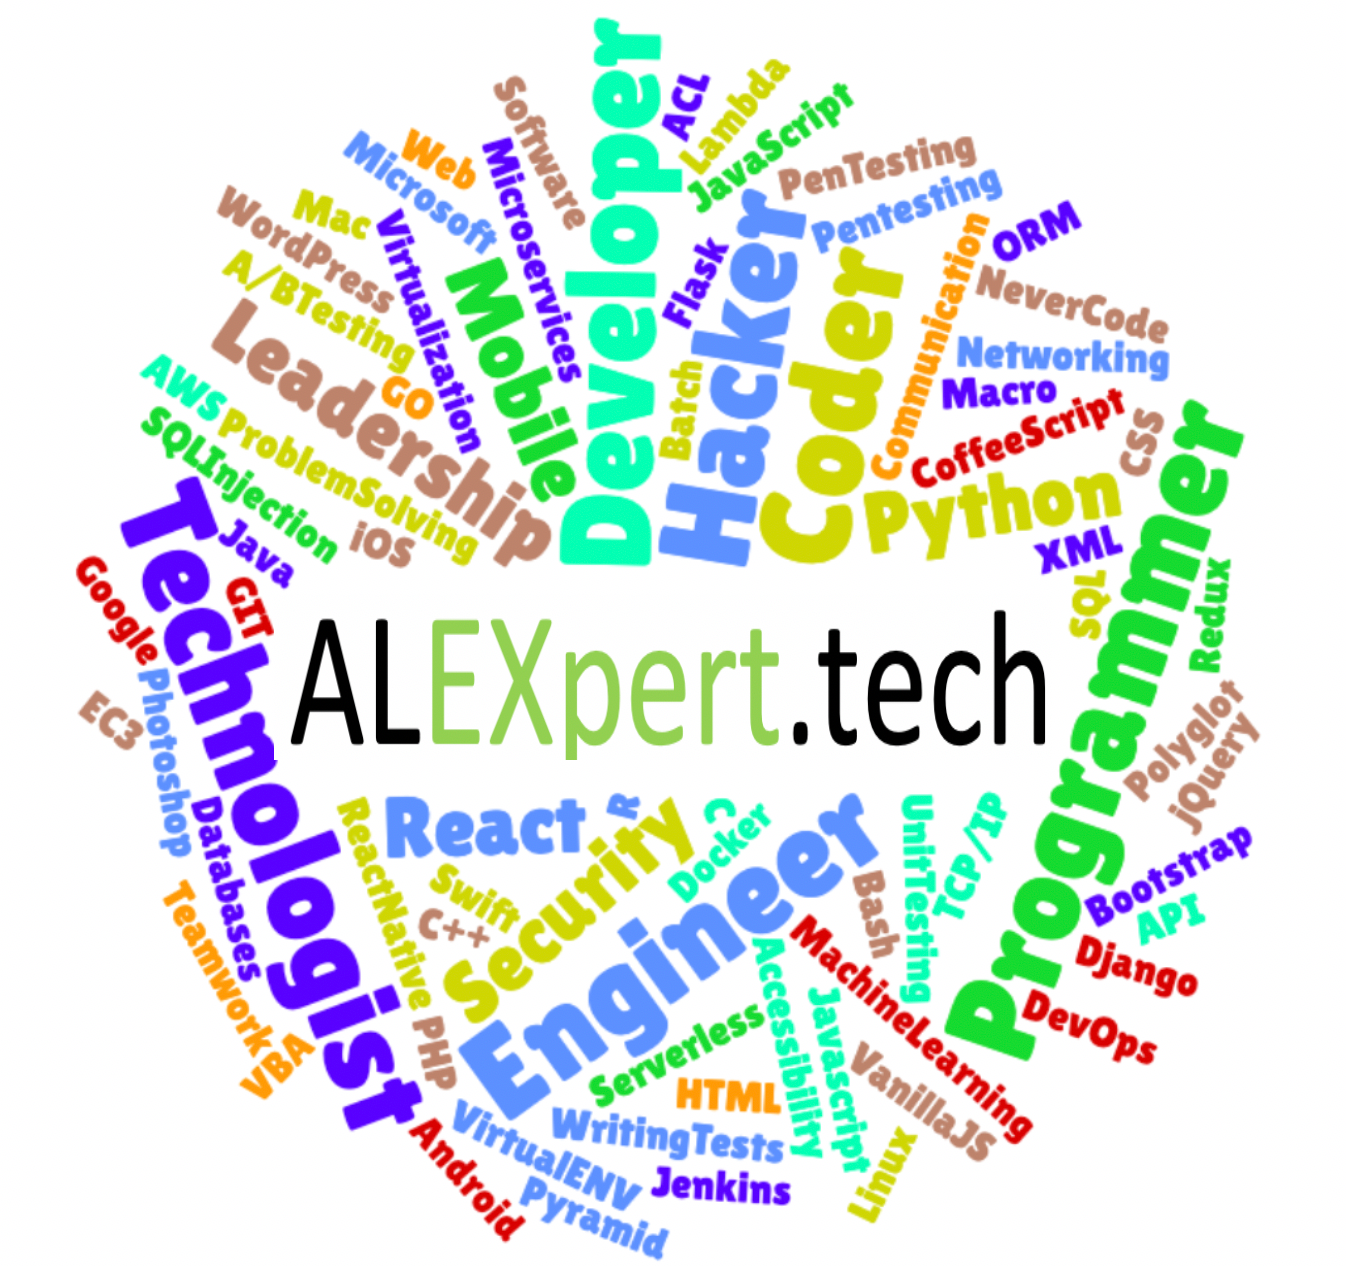 Developer
ACL
Lambda
JavaScript
Software
Web
Microsoft
Microservices
PenTesting
Pentesting
Mac
WordPress
Virtualization
Mobile
Flask
Hacker
Coder
Communication
ORM
NeverCode
A/BTesting
Leadership
GO
Batch
Networking
Macro
CoffeeScript
CSS
AWS
ProblemSolving
SQLInjection
iOS
Python
XML
SQL
Programmer
Redux
Technologist
Java
GIT
Google
ALEXpert.tech
EC3
Photoshop
Polyglot
jQuery
Databases
ReactNative
React
R
Security
C
Docker
Engineer
UnitTesting
TCP/IP
Bootstrap
API
Swift
C++
Bash
MachineLearning
Django
DevOps
Teamwork
VBA
PHP
Accessibility
Javascript
Serverless
VanillaJS
HTML
WritingTests
VirtualENV
Android
Jenkins
Pyramid
Linux